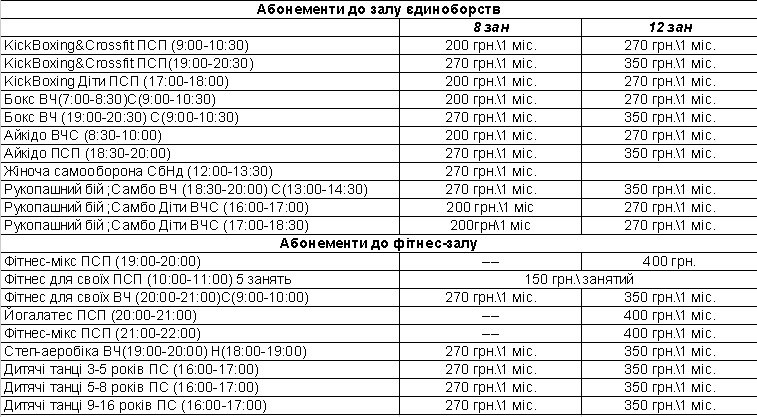 Абонементи до залу єдиноборств
8 зан 12 зан
KickBoxing&Crossfit ПСП (9:00-10:30) 200 грн.\1 міс. 270 грн.\1 міс.
KickBoxing&Crossfit ПСП(19:00-20:30) 270 грн.\1 міс. 350 грн.\1 міс.
KickBoxing Діти ПСП (17:00-18:00) 200 грн.\1 міс. 270 грн.\1 міс.
Бокс ВЧ(7:00-8:30)С(9:00-10:30) 200 грн.\1 міс. 270 грн.\1 міс.
Бокс ВЧ (19:00-20:30) С(9:00-10:30) 270 грн.\1 міс. 350 грн.\1 міс.
Айкідо ВЧС (8:30-10:00) 200 грн.\1 міс. 270 грн.\1 міс.
Айкідо ПСП (18:30-20:00) 270 грн.\1 міс. 350 грн.\1 міс.
Жіноча самооборона СбНд (12:00-13:30) 270 грн.\1 міс.
Рукопашний бій ;Самбо ВЧ (18:30-20:00) С(13:00-14:30) 270 грн.\1 міс. 350 грн.\1 міс.
Рукопашний бій ;Самбо Діти ВЧС (16:00-17:00) 200 грн.\1 міс 270 грн.\1 міс.
Рукопашний бій ;Самбо Діти ВЧС (17:00-18:30) 200грн\1 міс 270 грн.\1 міс.
Абонементи до фітнес-залу
Фітнес-мікс ПСП (19:00-20:00) — 400 грн.
Фітнес для своїх ПСП (10:00-11:00) 5 занять 150 грн.\ занятий
Фітнес для своїх ВЧ (20:00-21:00)С(9:00-10:00) 270 грн.\1 міс. 350 грн.\1 міс.
Йогалатес ПСП (20:00-21:00) — 400 грн.\1 міс.
Фітнес-мікс ПСП (21:00-22:00) — 400 грн.\1 міс.
Степ-аеробіка ВЧ(19:00-20:00) Н(18:00-19:00) 270 грн.\1 міс. 350 грн.\1 міс.
Дитячі танці 3-5 років ПС (16:00-17:00) 270 грн.\1 міс. 350 грн.\1 міс.
Дитячі танці 5-8 років ПС (16:00-17:00) 270 грн.\1 міс. 350 грн.\1 міс.
Дитячі танці 9-16 років ПС (16:00-17:00) 270 грн.\1 міс. 350 грн.\1 міс.